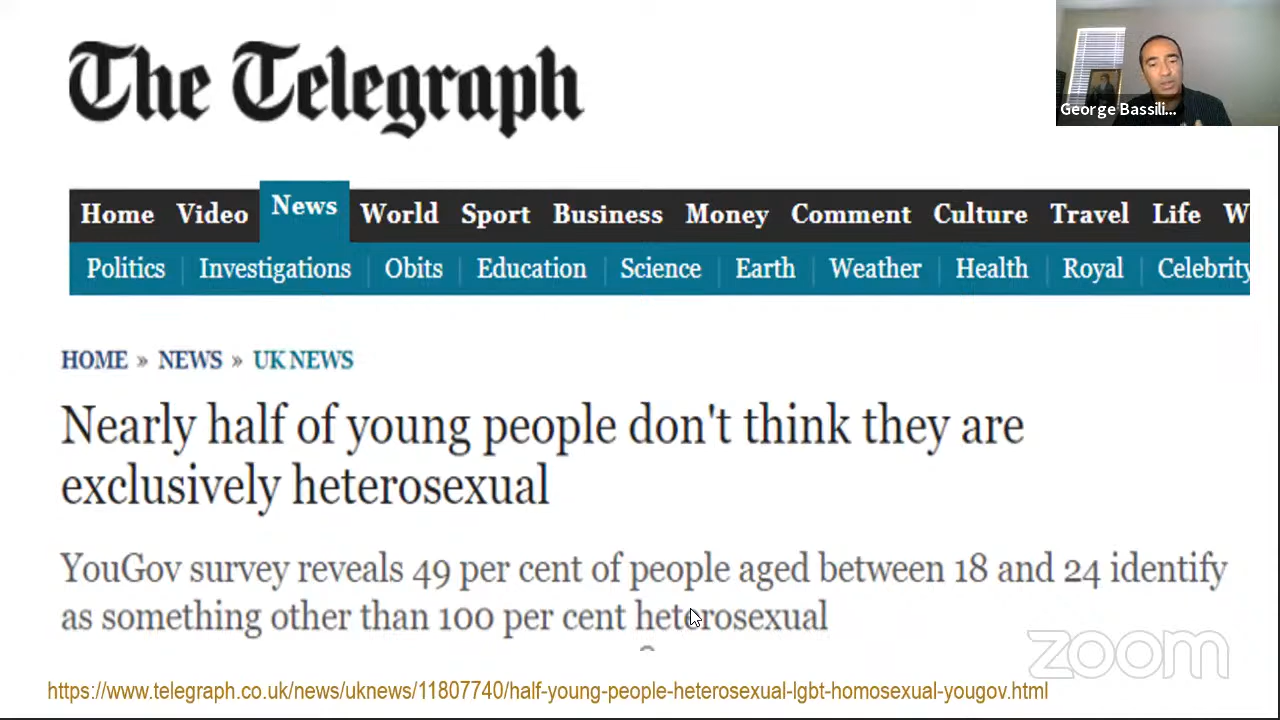 The Telegraph
George Bassili...
Home Video News World Sport Business Money Comment Culture Travel Life W
Politics Investigations Obits Education Science Earth Weather Health Royal Celebrity
HOME » NEWS » UK NEWS
Nearly half of young people don't think they are
exclusively heterosexual
YouGov survey reveals 49 per cent of people aged between 18 and 24 identify
as something other than 100 per cent heterosexual
zoom
https://www.telegraph.co.uk/news/uknews/11807740/half-young-people-heterosexual-lgbt-homosexual-yougov.html